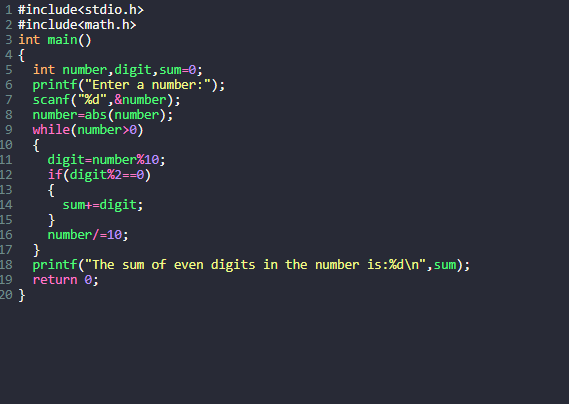 1 #include<stdio.h>
2 #include<math.h>
3 int main()
4 {
5   int number,digit,sum=0;
6   printf("Enter a number:");
7   scanf("%d",&number);
8   number=abs(number);
9   while(number>0)
10   {
11     digit=number%10;
12     if(digit%2==0)
13     {
14       sum+=digit;
15     }
16     number/=10;
17   }
18   printf("The sum of even digits in the number is:%d\n",sum);
19   return 0;
20 }